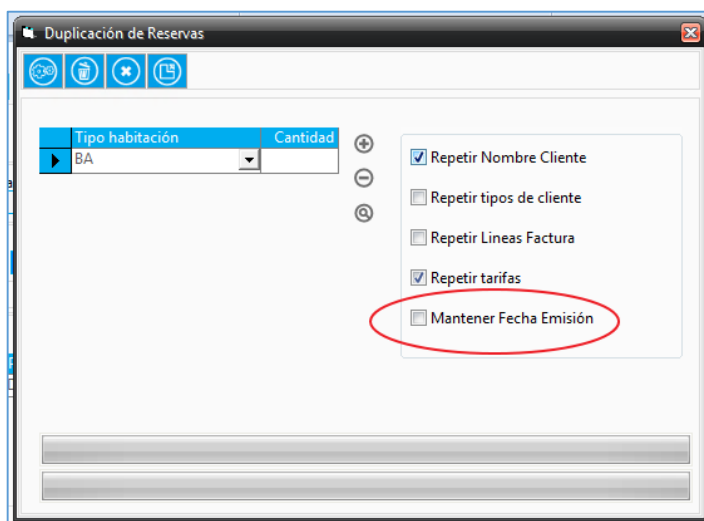 Duplicación de Reservas
Tipo habitación Cantidad
BA
Repetir Nombre Cliente
Repetir tipos de cliente
Repetir Lineas Factura
Repetir tarifas
Mantener Fecha Emisión